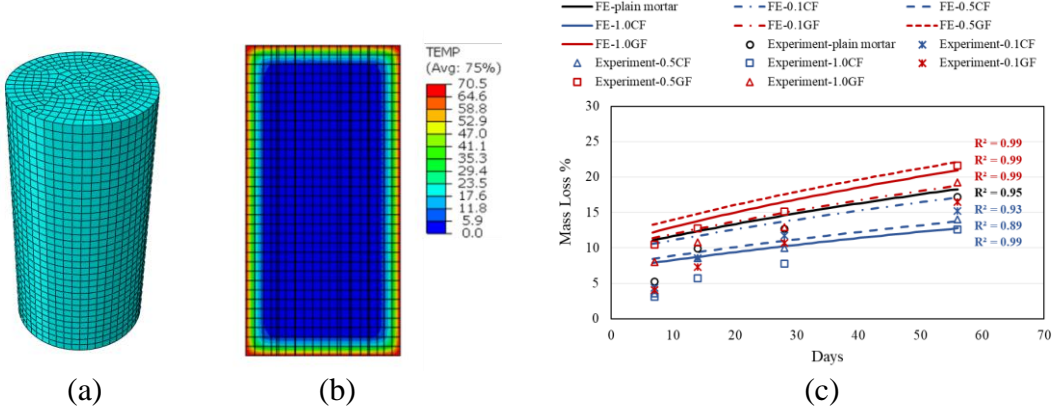 TEMP
(Avg: 75%)
70.5
64.6
58.8
52.9
47.0
41.1
35.3
29.4
23.5
17.6
11.8
5.9
0.0
(a)
(b)
FE-plain mortar FE-0.1CF FE-0.5CF
FE-1.0CF FE-0.1GF FE-0.5GF
FE-1.0GF Experiment-plain mortar Experiment-0.1CF
Experiment-0.5CF Experiment-1.0CF Experiment-0.1GF
Experiment-0.5GF Experiment-1.0GF
Mass Loss %
30
25
20
15
10
5
0
R² = 0.99
R² = 0.99
R² = 0.99
R² = 0.95
R² = 0.93
R² = 0.89
R² = 0.99
0 10 20 30 40 50 60 70
Days
(c)